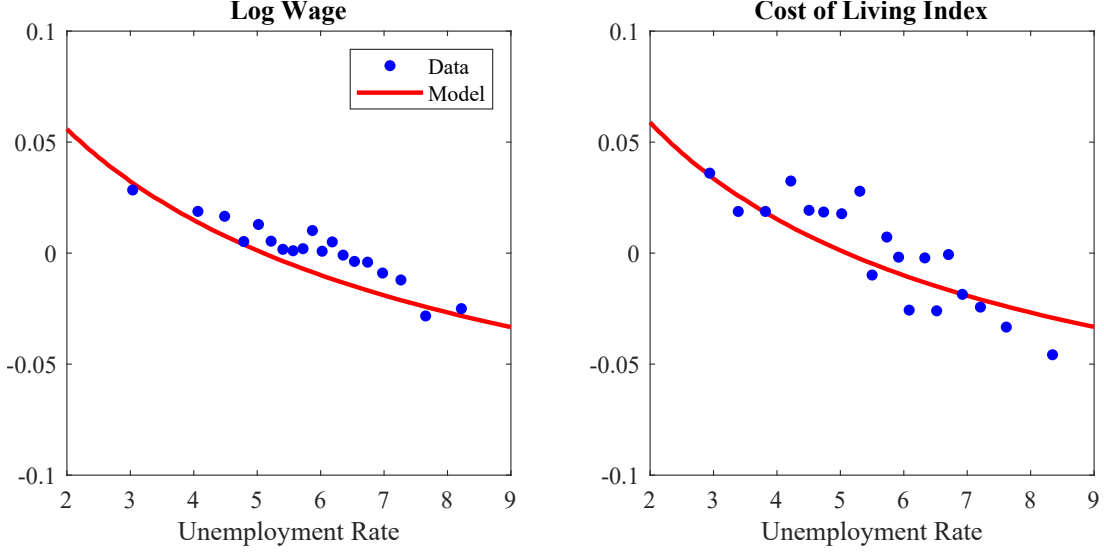 Log Wage
0.1
0.05
0
-0.05
-0.1
2 3 4 5 6 7 8 9
Unemployment Rate
Data
Model
Cost of Living Index
0.1
0.05
0
-0.05
-0.1
2 3 4 5 6 7 8 9
Unemployment Rate